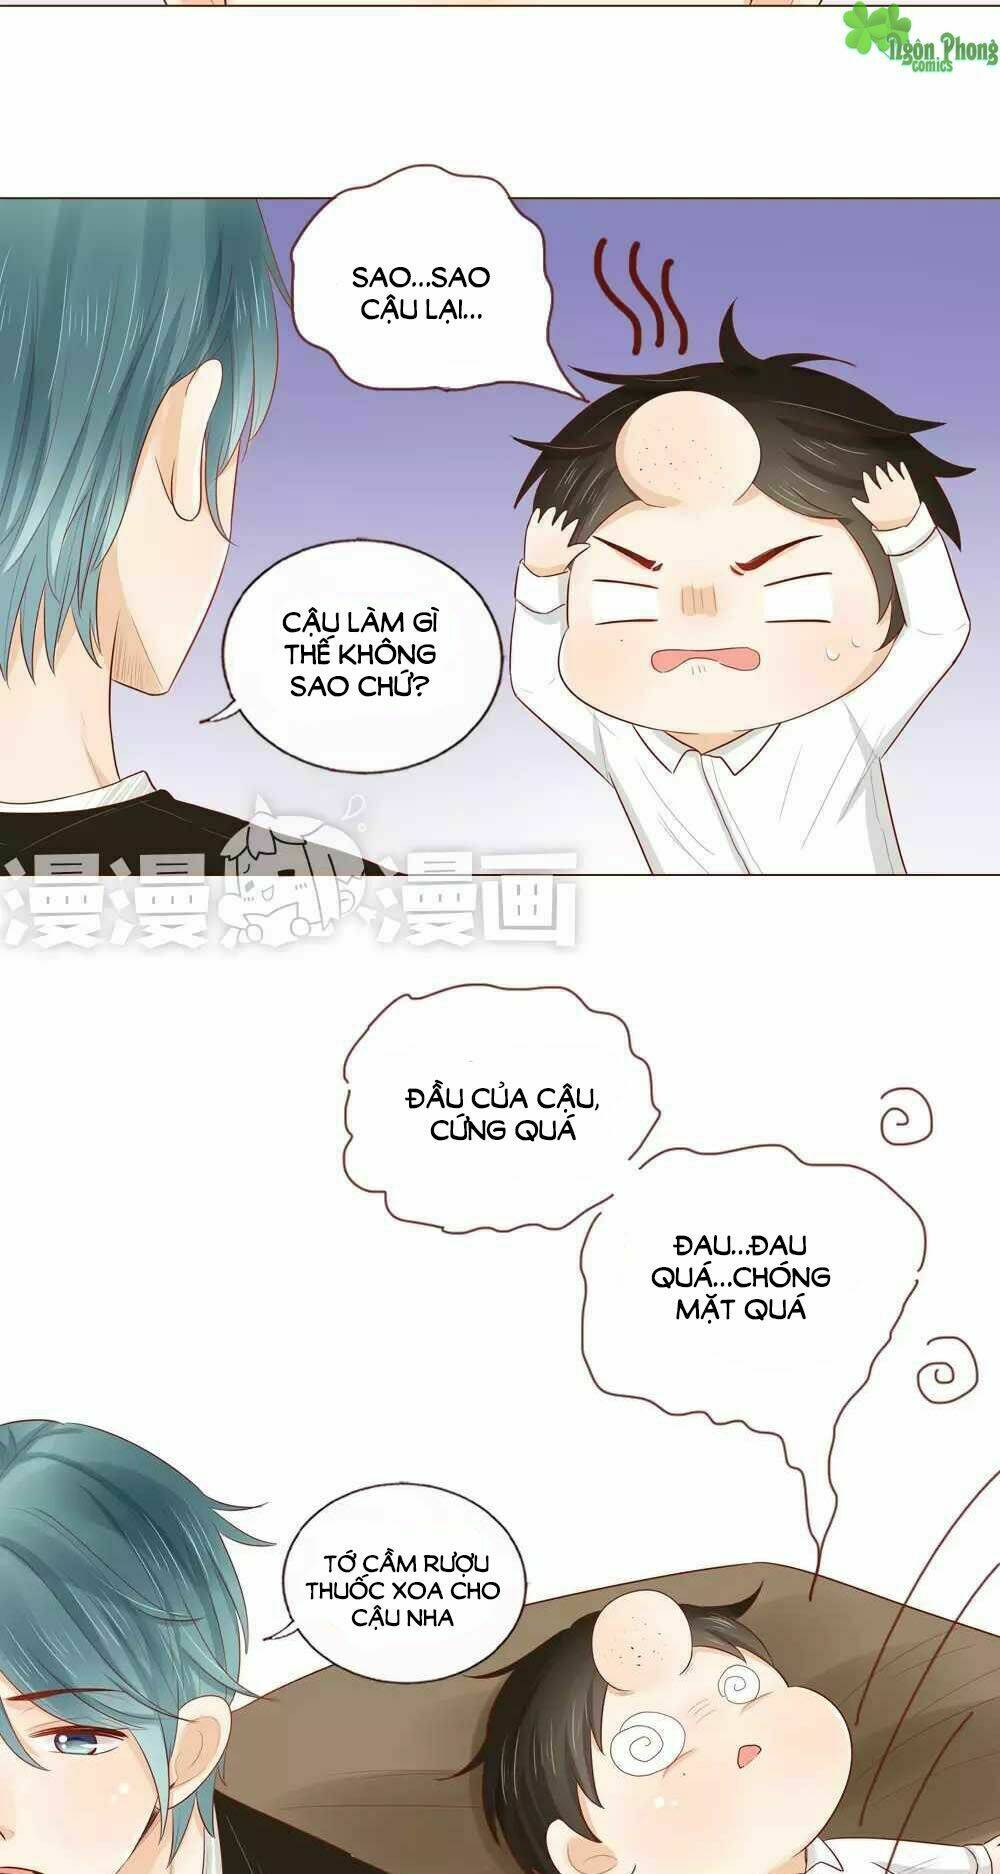 Ngôn Phong
comics
SAO...SAO
CẬU LẠI...
CẬU LÀM GÌ
THẾ KHÔNG
SAO CHỨ?
漫漫漫画
ĐẦU CỦA CẬU,
CỨNG QUÁ
ĐAU...ĐAU
QUÁ...CHÓNG
MẶT QUÁ
TỚ CẦM RƯỢU
THUỐC XOA CHO
CẬU NHA